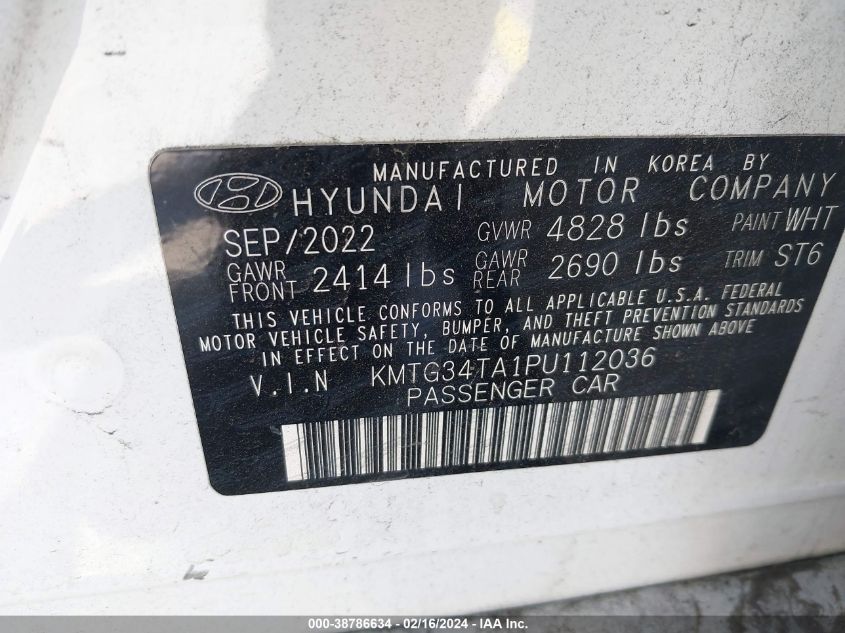 MANUFACTURED IN KOREA BY
HYUNDAI MOTOR COMPANY
SEP/2022 GVWR 4828 lbs PAINT WHT
GAWR FRONT 2414 lbs GAWR REAR 2690 lbs TRIM ST6
THIS VEHICLE CONFORMS TO ALL APPLICABLE U.S.A. FEDERAL
MOTOR VEHICLE SAFETY, BUMPER, AND THEFT PREVENTION STANDARDS
IN EFFECT ON THE DATE OF MANUFACTURE SHOWN ABOVE
V.I.N KMTG34TA1PU112036
PASSENGER CAR
000-38786634 - 02/16/2024 - IAA Inc.